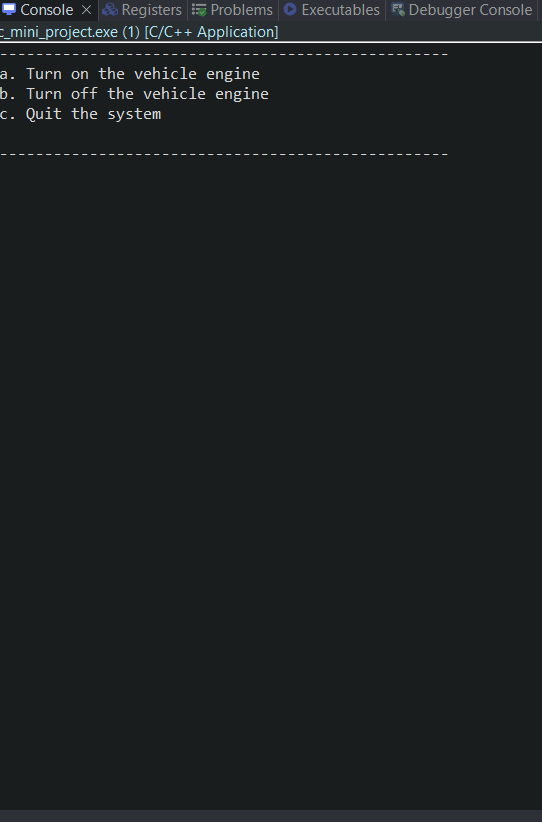 Console Registers Problems Executables Debugger Console
c_mini_project.exe (1) [C/C++ Application]
--------------------------------------------------
a. Turn on the vehicle engine
b. Turn off the vehicle engine
c. Quit the system
--------------------------------------------------